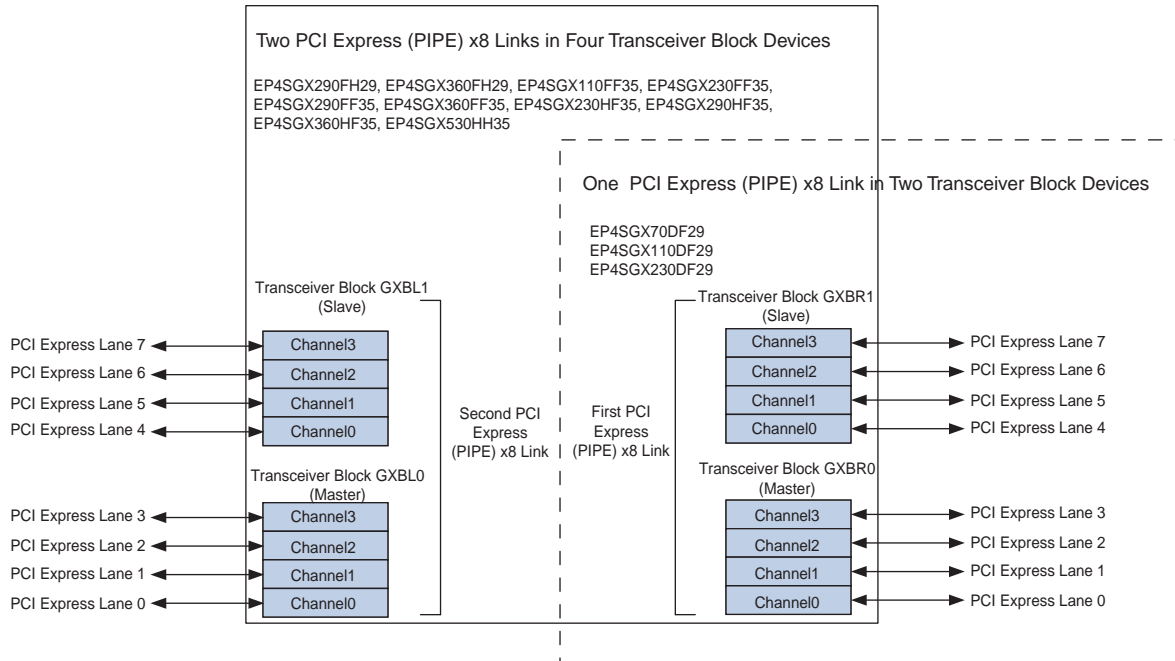 Two PCI Express (PIPE) x8 Links in Four Transceiver Block Devices
EP4SGX290FH29, EP4SGX360FH29, EP4SGX110FF35, EP4SGX230FF35,
EP4SGX290FF35, EP4SGX360FF35, EP4SGX230HF35, EP4SGX290HF35,
EP4SGX360HF35, EP4SGX530HH35
One PCI Express (PIPE) x8 Link in Two Transceiver Block Devices
EP4SGX70DF29
EP4SGX110DF29
EP4SGX230DF29
Transceiver Block GXBL1
(Slave)
PCI Express Lane 7
Channel3
PCI Express Lane 6
Channel2
PCI Express Lane 5
Channel1
PCI Express Lane 4
Channel0
Transceiver Block GXBL0
(Master)
PCI Express Lane 3
Channel3
PCI Express Lane 2
Channel2
PCI Express Lane 1
Channel1
PCI Express Lane 0
Channel0
Second PCI
Express
(PIPE) x8 Link
First PCI
Express
(PIPE) x8 Link
Transceiver Block GXBR1
(Slave)
Channel3
PCI Express Lane 7
Channel2
PCI Express Lane 6
Channel1
PCI Express Lane 5
Channel0
PCI Express Lane 4
Transceiver Block GXBR0
(Master)
Channel3
PCI Express Lane 3
Channel2
PCI Express Lane 2
Channel1
PCI Express Lane 1
Channel0
PCI Express Lane 0